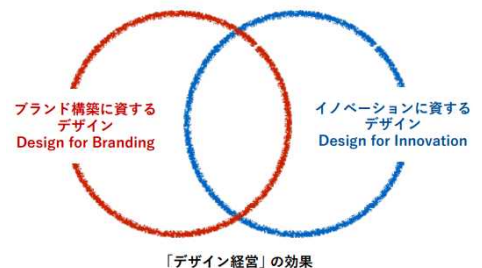 ブランド構築に資する
デザイン
Design for Branding
イノベーションに資する
デザイン
Design for Innovation
「デザイン経営」の効果